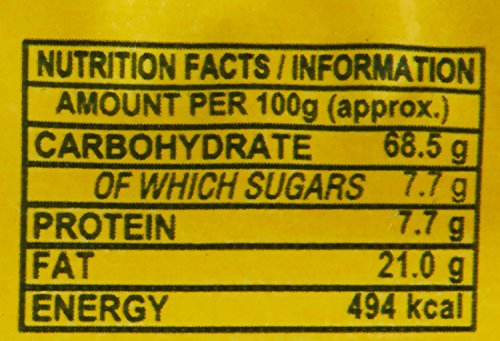 NUTRITION FACTS / INFORMATION
AMOUNT PER 100g (approx.)
CARBOHYDRATE 68.5 g
OF WHICH SUGARS 7.7 g
PROTEIN 7.7 g
FAT 21.0 g
ENERGY 494 kcal